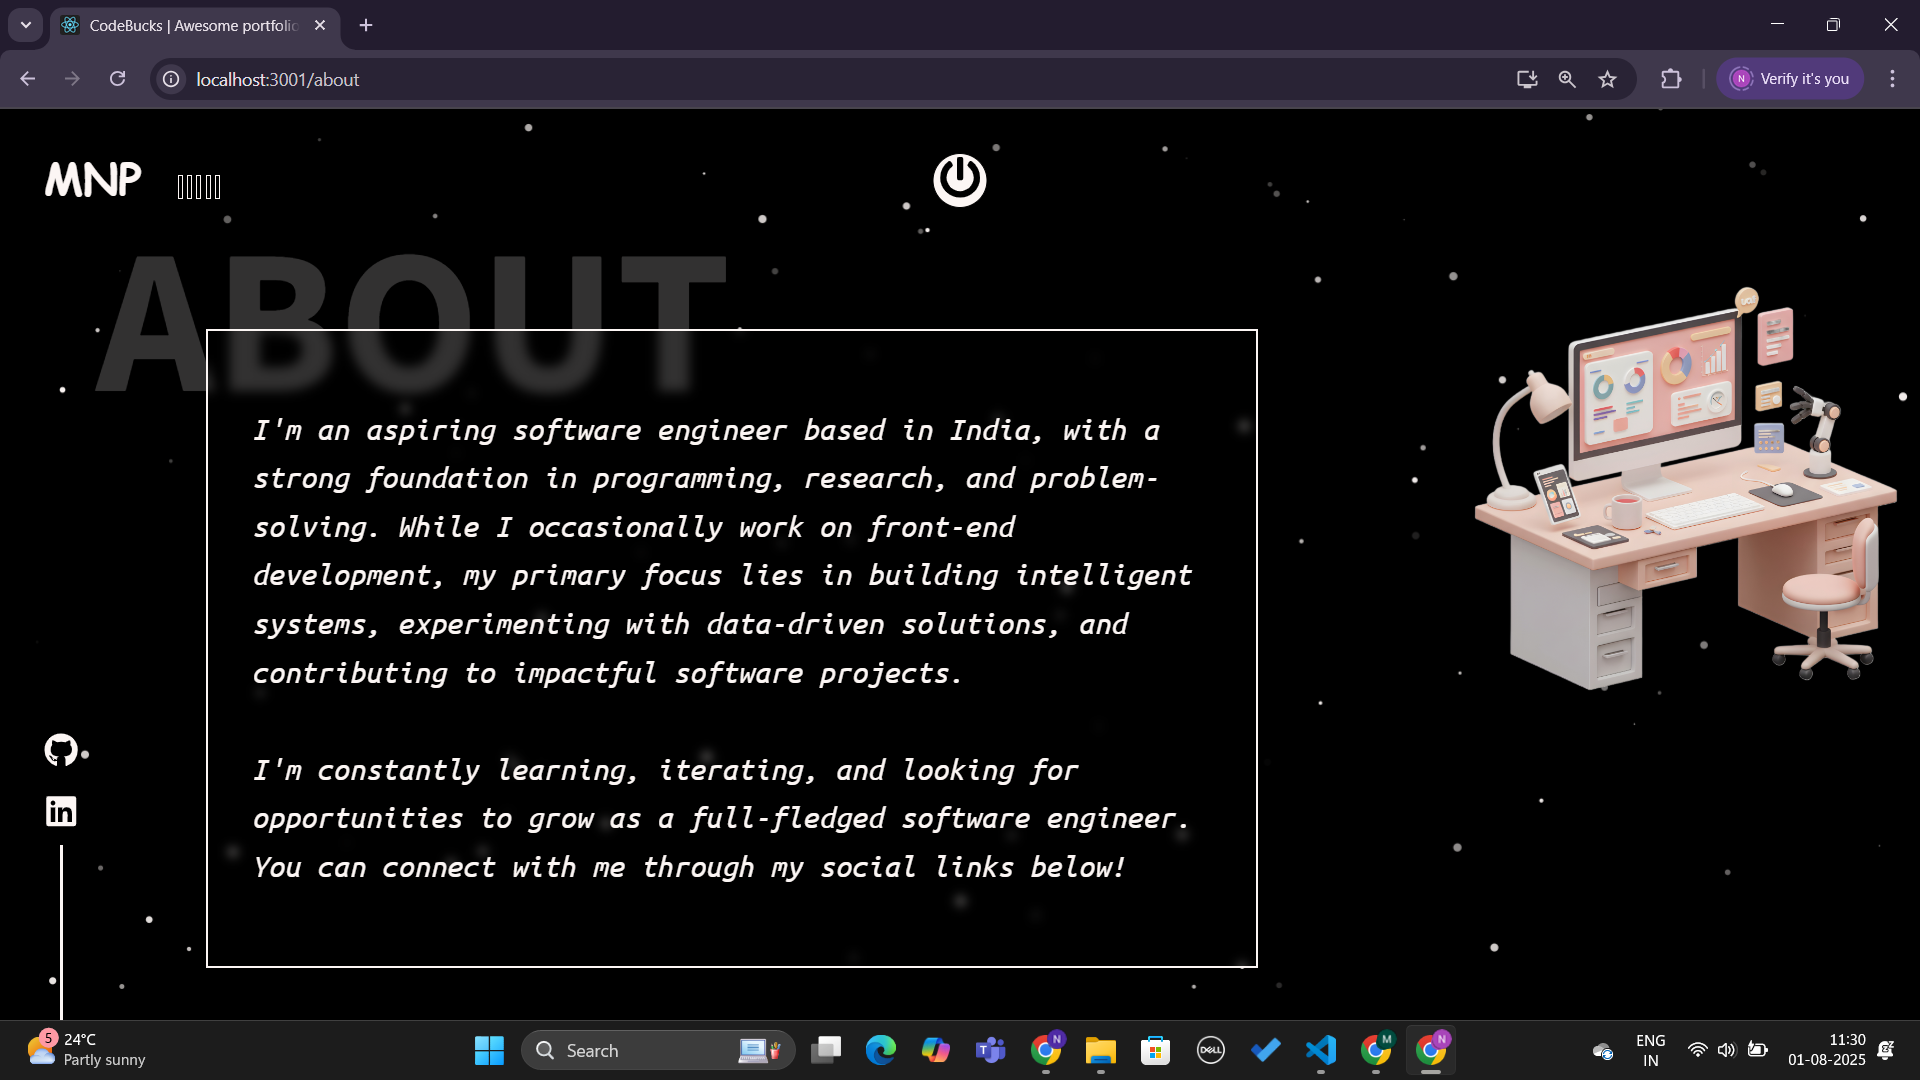 CodeBucks | Awesome portfolio
localhost:3001/about
N
Verify it's you
MNP
ABOUT
I'm an aspiring software engineer based in India, with a
strong foundation in programming, research, and problem-
solving. While I occasionally work on front-end
development, my primary focus lies in building intelligent
systems, experimenting with data-driven solutions, and
contributing to impactful software projects.
I'm constantly learning, iterating, and looking for
opportunities to grow as a full-fledged software engineer.
You can connect with me through my social links below!
in
5
24°C
Partly sunny
Search
N
DELL
M
N
ENG
IN
11:30
01-08-2025